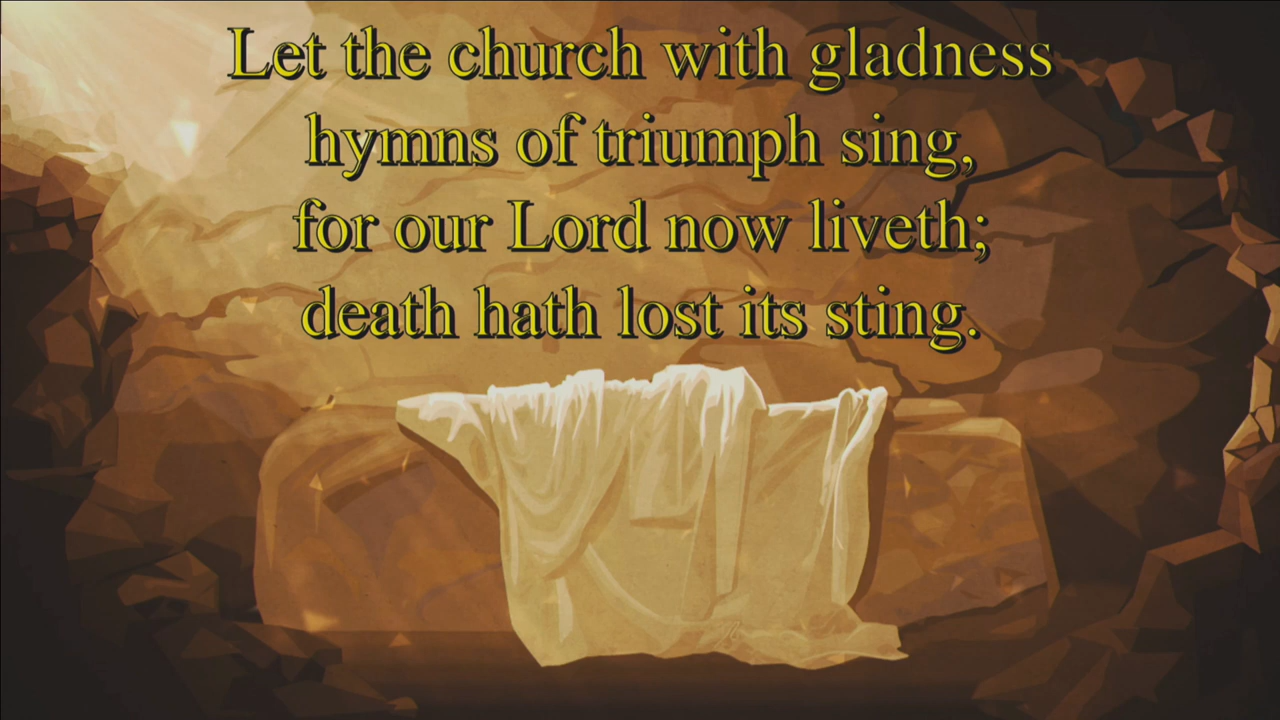 Let the church with gladness
hymns of triumph sing,
for our Lord now liveth;
death hath lost its sting.